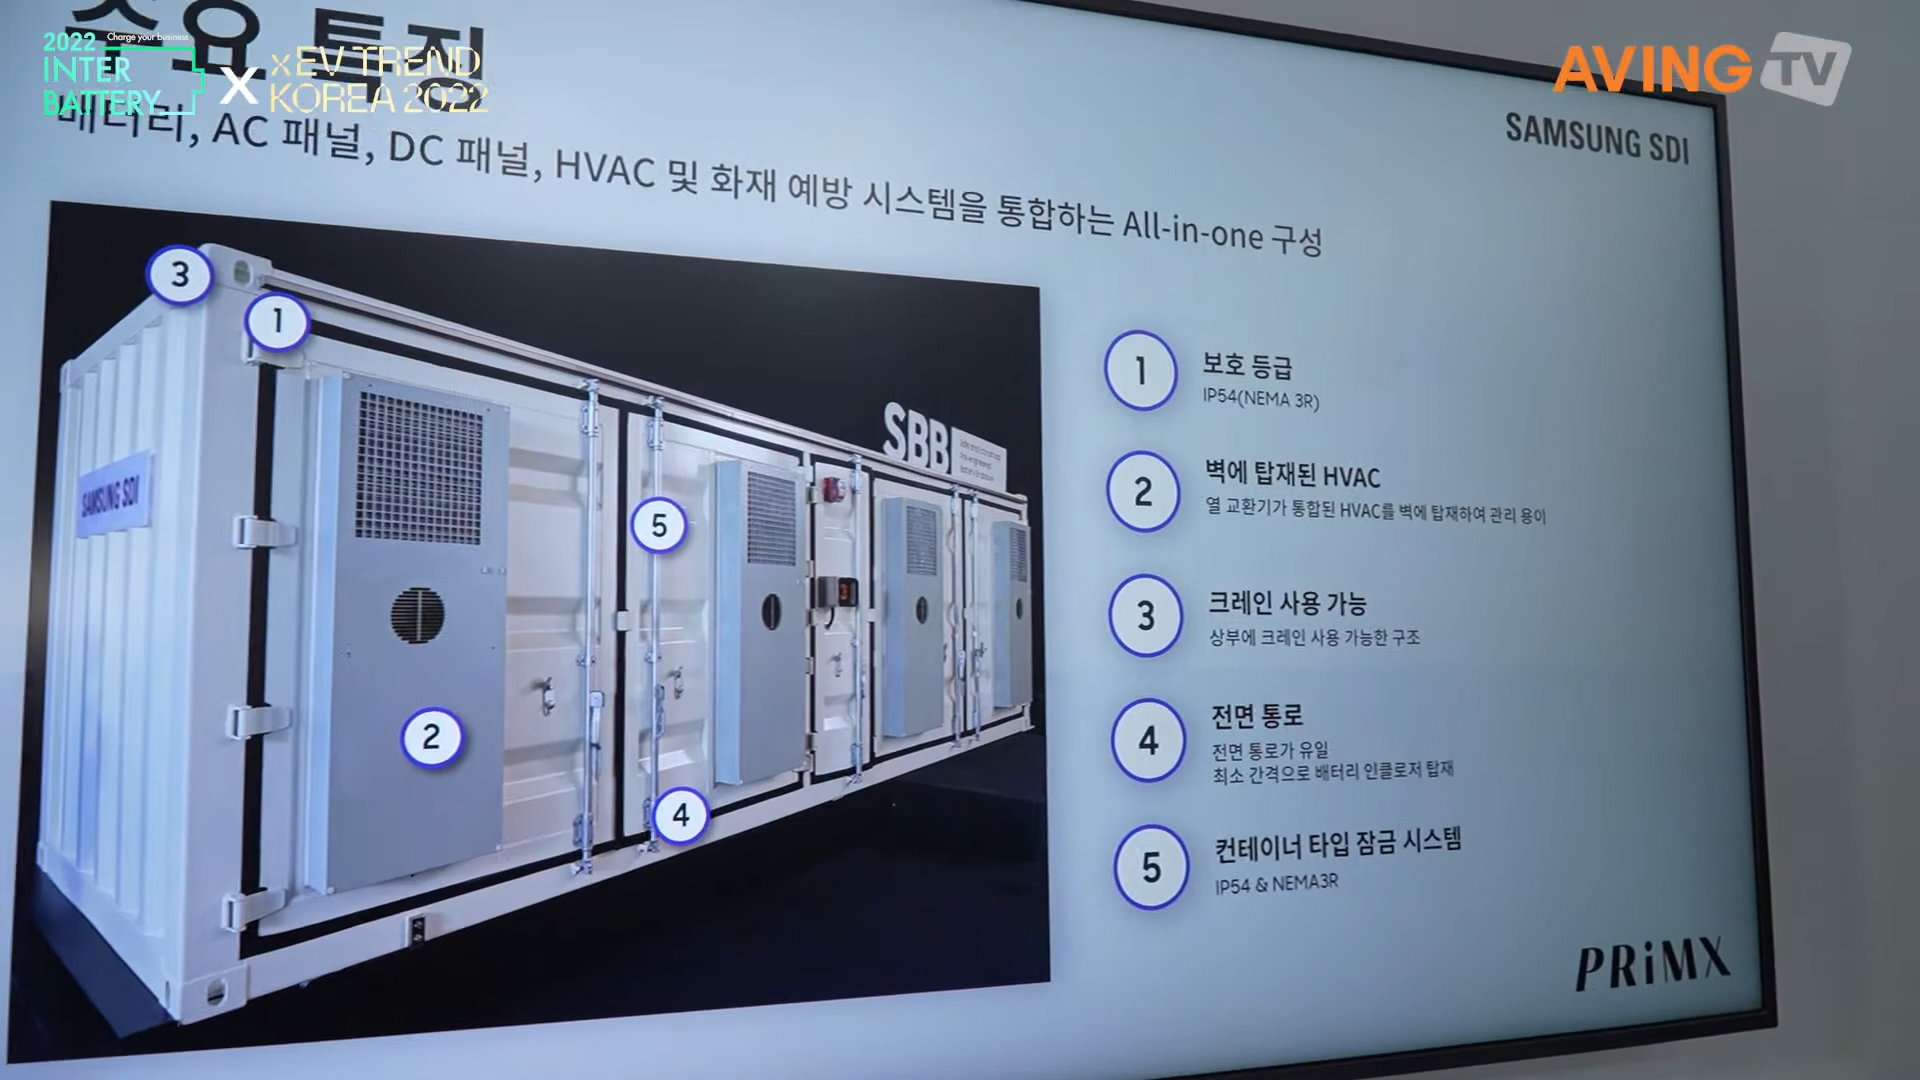 주요 특징
2022
Charge your business
INTER
BATTERY
X
xEV TREND
KOREA 2022
AVING TV
SAMSUNG SDI
배터리, AC 패널, DC 패널, HVAC 및 화재 예방 시스템을 통합하는 All-in-one 구성
3
1
SBB
SAMSUNG SDI
5
2
4
1
보호 등급
IP54(NEMA 3R)
2
벽에 탑재된 HVAC
열 교환기가 통합된 HVAC를 벽에 탑재하여 관리 용이
3
크레인 사용 가능
상부에 크레인 사용 가능한 구조
4
전면 통로
전면 통로가 유일
최소 간격으로 배터리 인클로저 탑재
5
컨테이너 타입 잠금 시스템
IP54 & NEMA3R
PRiMX